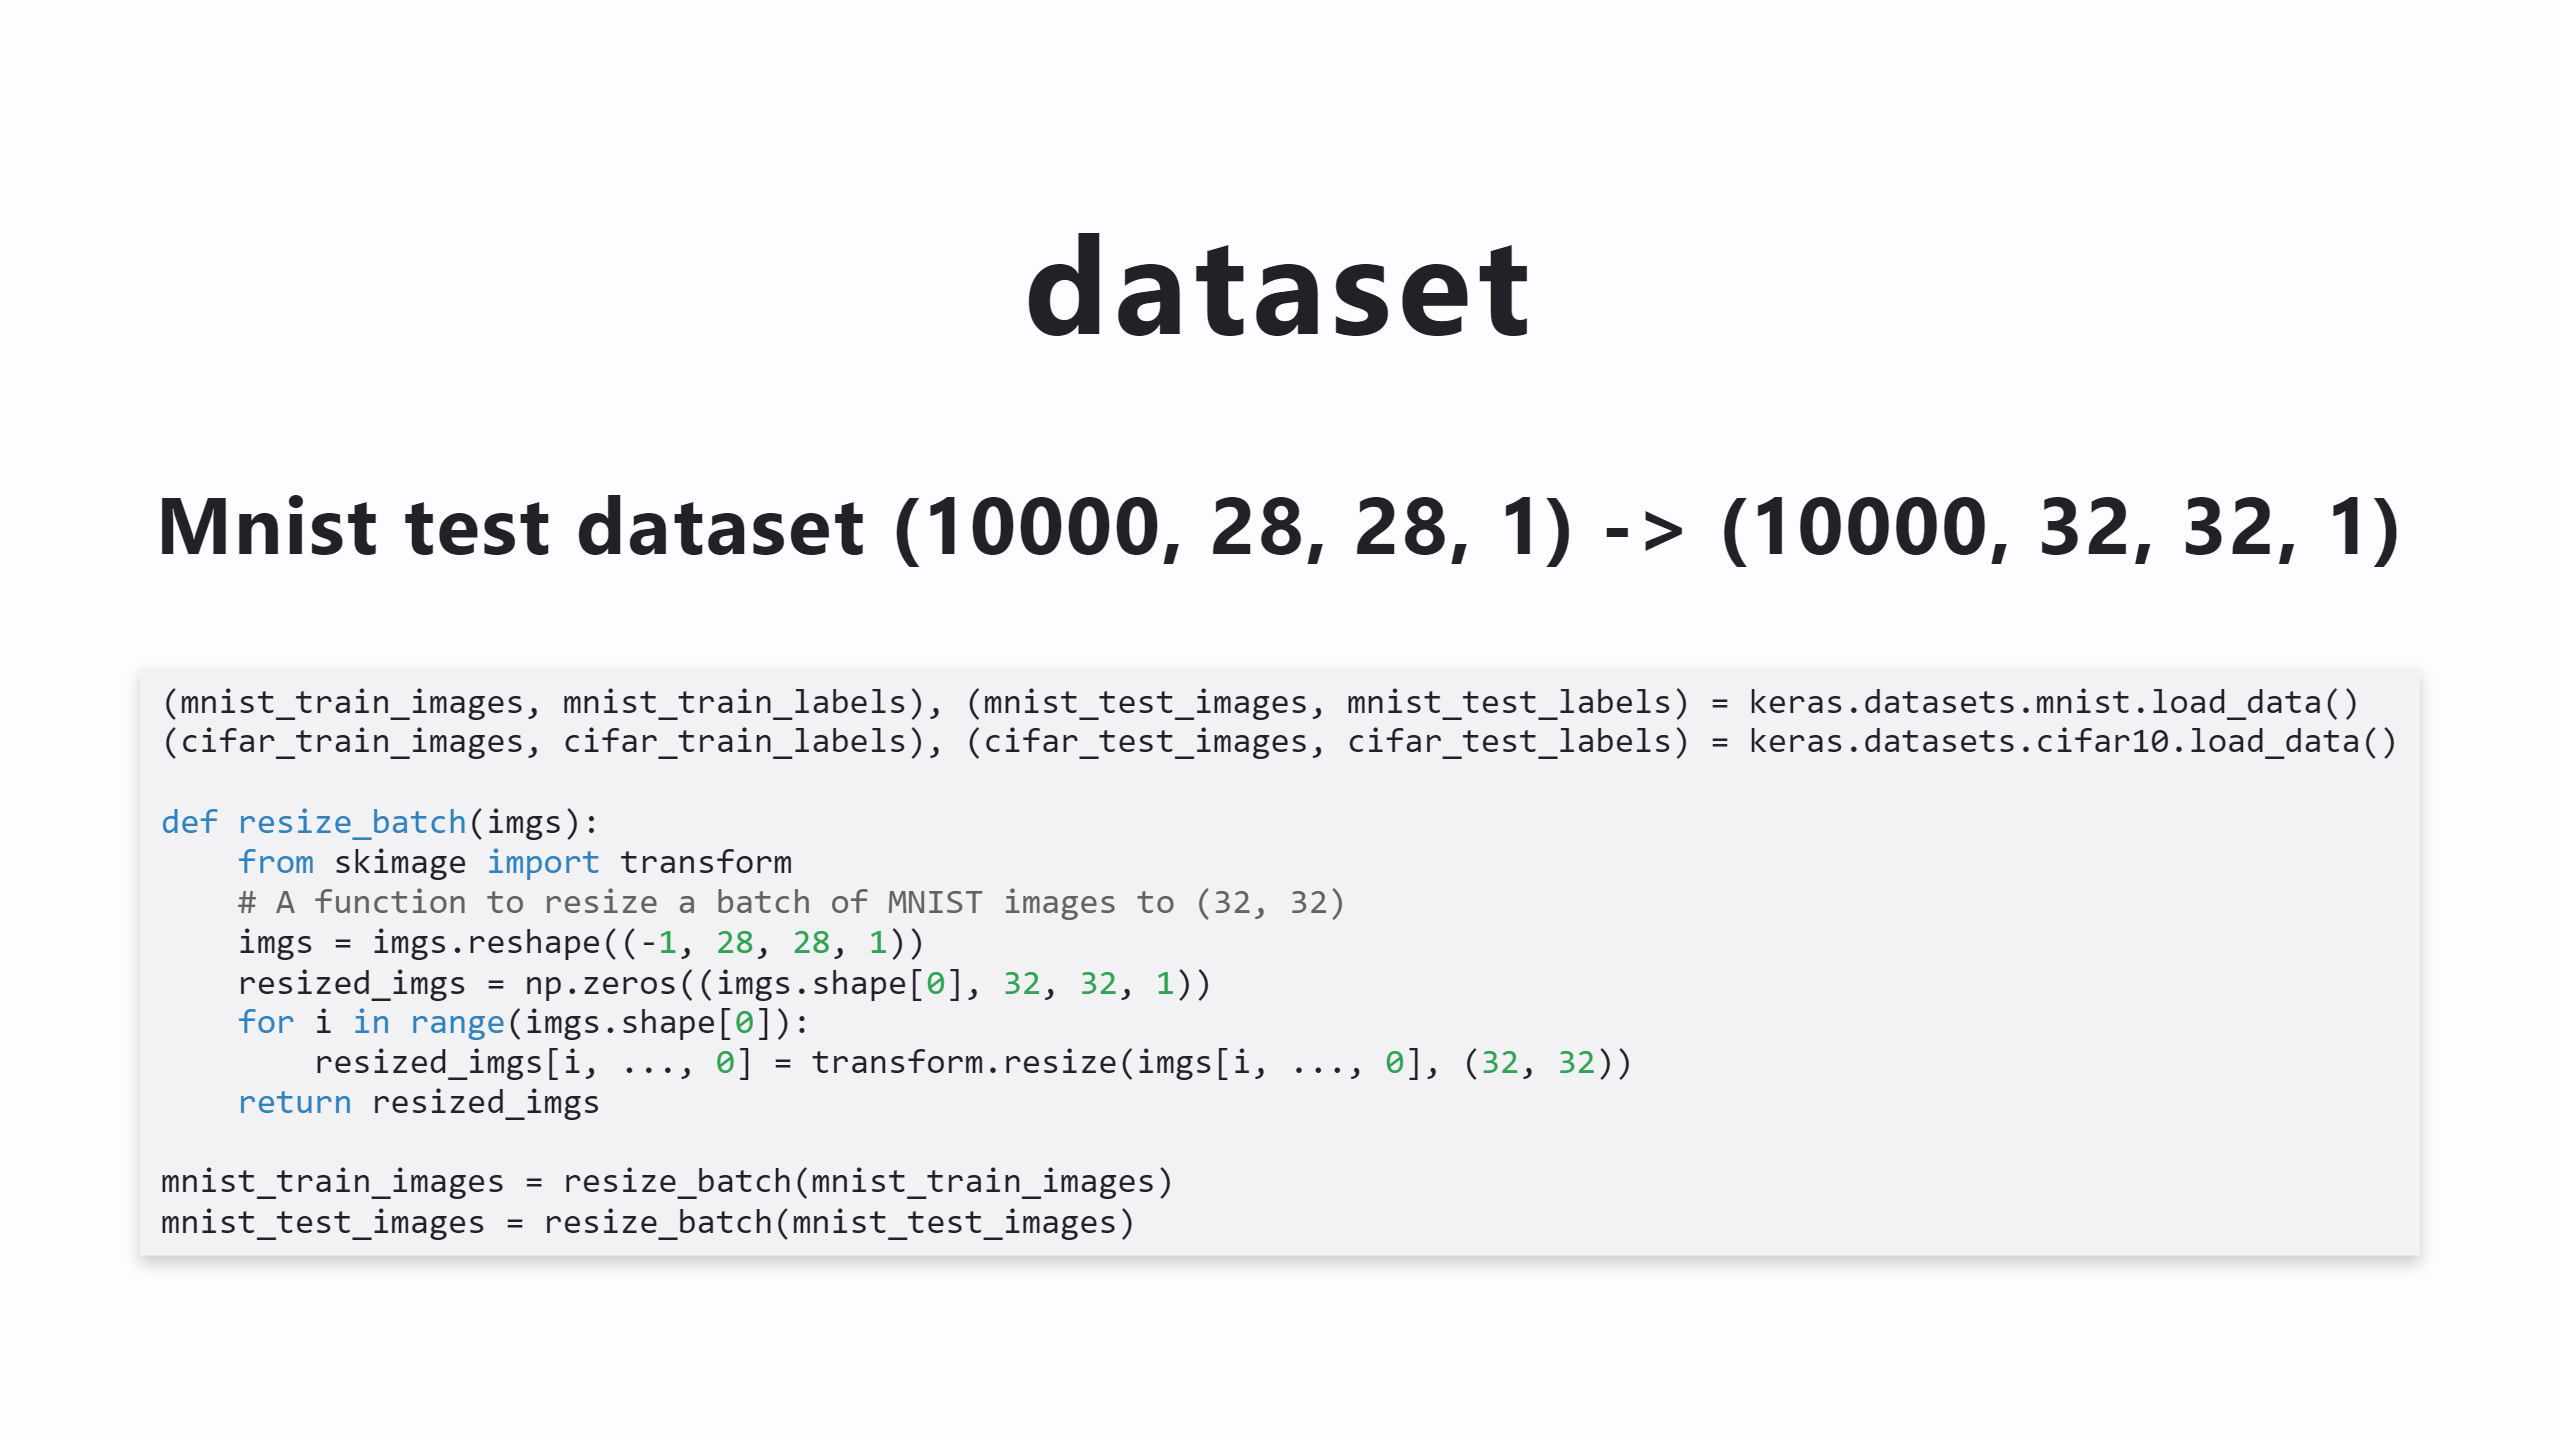 dataset
Mnist test dataset (10000, 28, 28, 1) -> (10000, 32, 32, 1)
(mnist_train_images, mnist_train_labels), (mnist_test_images, mnist_test_labels) = keras.datasets.mnist.load_data()
(cifar_train_images, cifar_train_labels), (cifar_test_images, cifar_test_labels) = keras.datasets.cifar10.load_data()
def resize_batch(imgs):
    from skimage import transform
    # A function to resize a batch of MNIST images to (32, 32)
    imgs = imgs.reshape((-1, 28, 28, 1))
    resized_imgs = np.zeros((imgs.shape[0], 32, 32, 1))
    for i in range(imgs.shape[0]):
        resized_imgs[i, ..., 0] = transform.resize(imgs[i, ..., 0], (32, 32))
    return resized_imgs
mnist_train_images = resize_batch(mnist_train_images)
mnist_test_images = resize_batch(mnist_test_images)